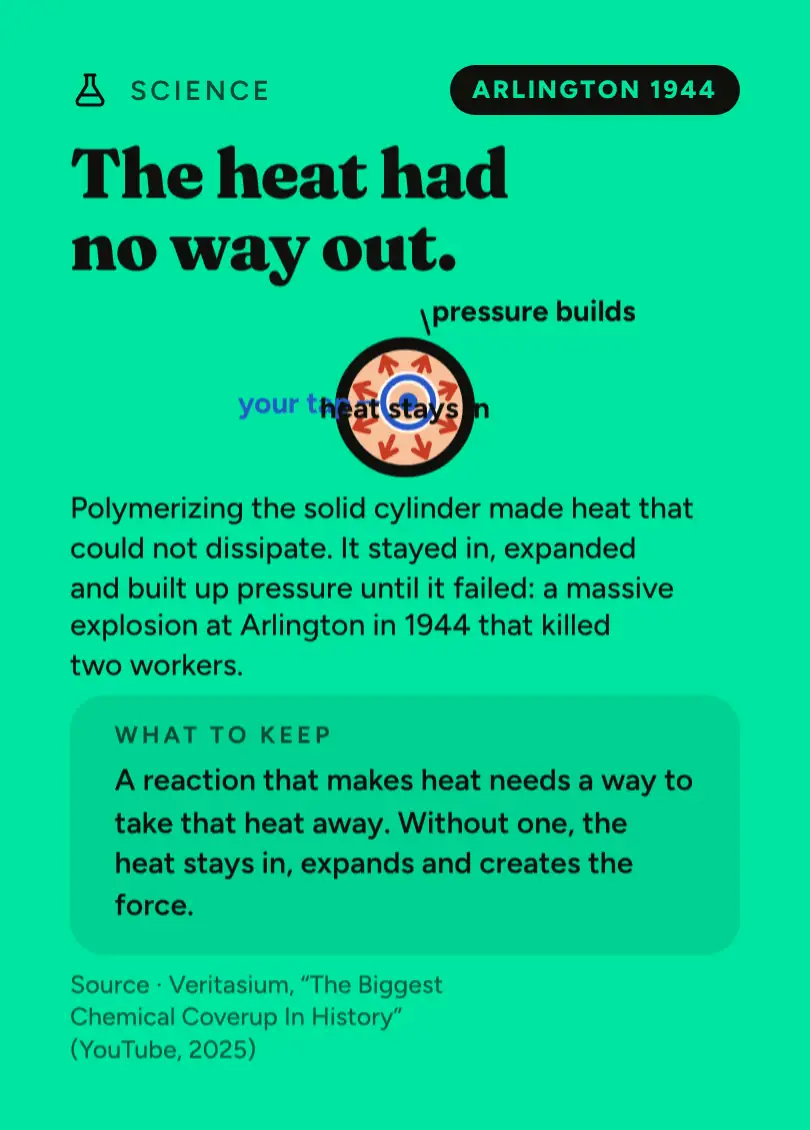 SCIENCE
ARLINGTON 1944
The heat had
no way out.
pressure builds
your tap
heat stays in
Polymerizing the solid cylinder made heat that
could not dissipate. It stayed in, expanded
and built up pressure until it failed: a massive
explosion at Arlington in 1944 that killed
two workers.
WHAT TO KEEP
A reaction that makes heat needs a way to
take that heat away. Without one, the
heat stays in, expands and creates the
force.
Source · Veritasium, “The Biggest
Chemical Coverup In History”
(YouTube, 2025)